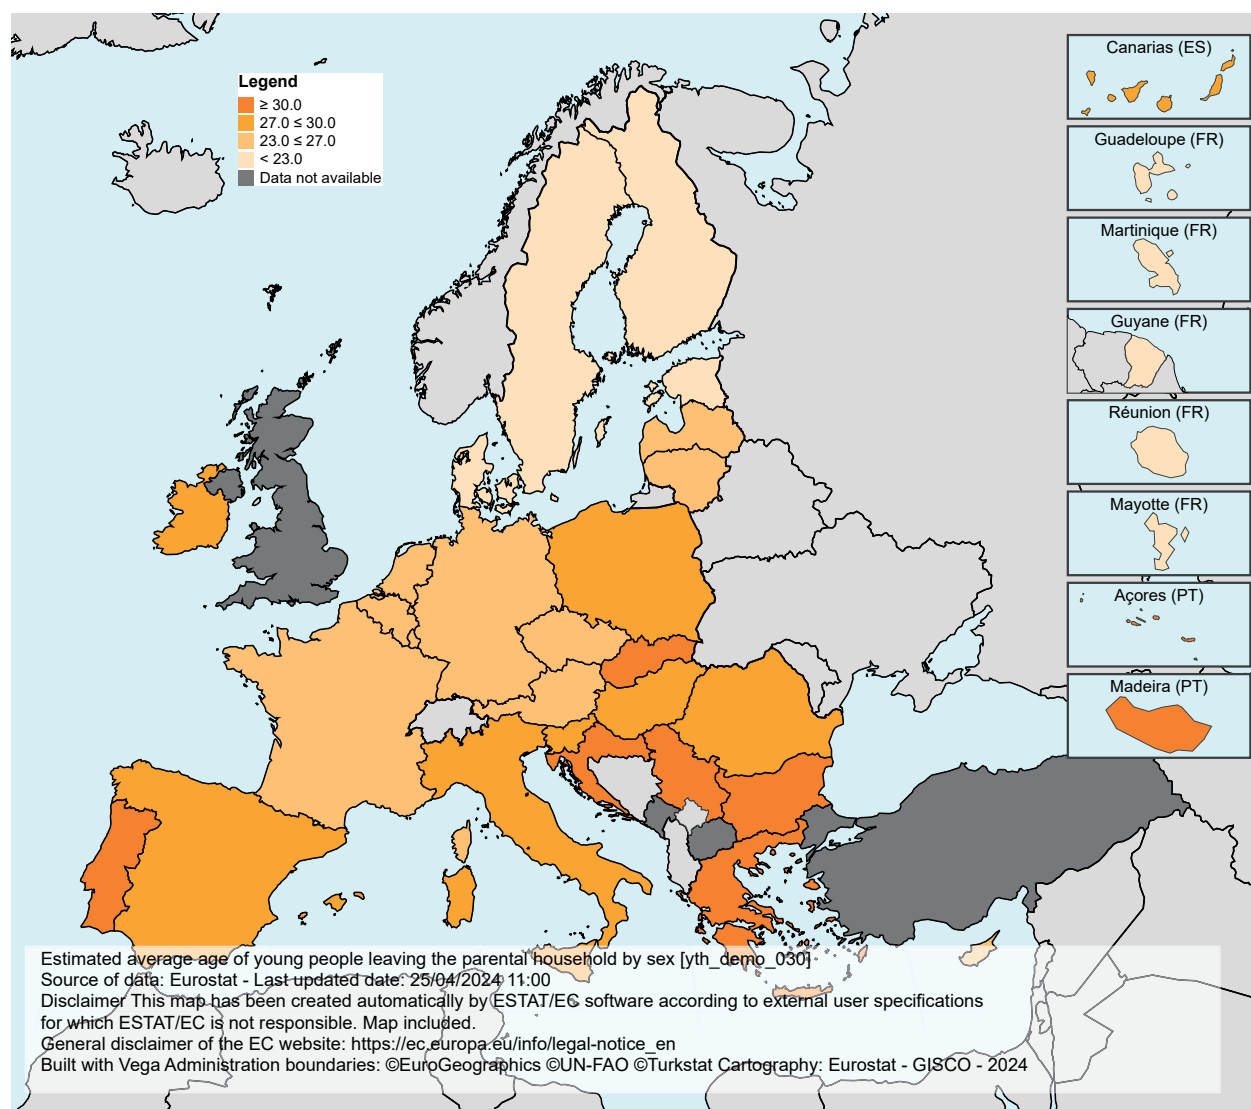 Legend
≥ 30.0
27.0 ≤ 30.0
23.0 ≤ 27.0
< 23.0
Data not available
Canarias (ES)
Guadeloupe (FR)
Martinique (FR)
Guyane (FR)
Réunion (FR)
Mayotte (FR)
Açores (PT)
Madeira (PT)
Estimated average age of young people leaving the parental household by sex [yth_demo_030]
Source of data: Eurostat - Last updated date: 25/04/2024 11:00
Disclaimer This map has been created automatically by ESTAT/EC software according to external user specifications
for which ESTAT/EC is not responsible. Map included.
General disclaimer of the EC website: https://ec.europa.eu/info/legal-notice_en
Built with Vega Administration boundaries: ©EuroGeographics ©UN-FAO ©Turkstat Cartography: Eurostat - GISCO - 2024